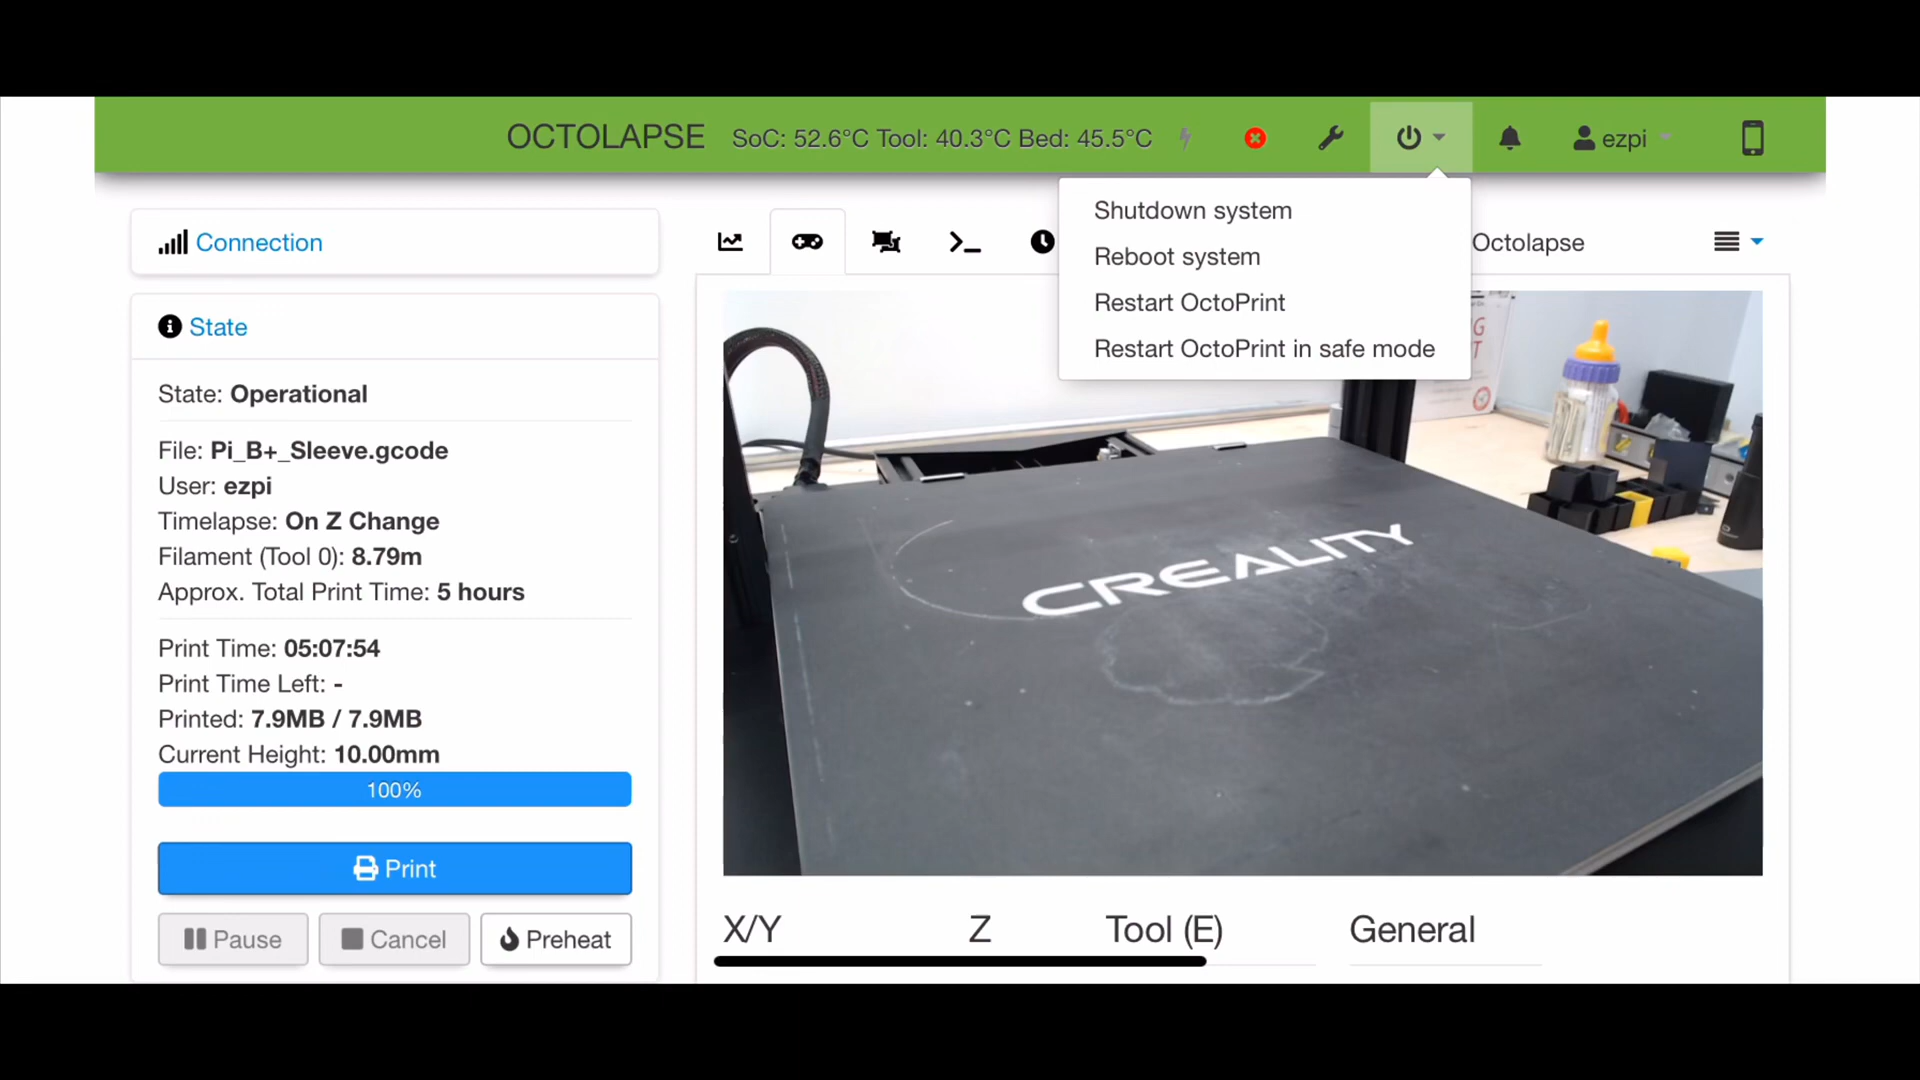 OCTOLAPSE SoC: 52.6°C Tool: 40.3°C Bed: 45.5°C ezpi
Shutdown system
Reboot system
Restart OctoPrint
Restart OctoPrint in safe mode
Connection
Octolapse
State
State: Operational
File: Pi_B+_Sleeve.gcode
User: ezpi
Timelapse: On Z Change
Filament (Tool 0): 8.79m
Approx. Total Print Time: 5 hours
Print Time: 05:07:54
Print Time Left: -
Printed: 7.9MB / 7.9MB
Current Height: 10.00mm
100%
Print
Pause Cancel Preheat
CREALITY
X/Y Z Tool (E) General